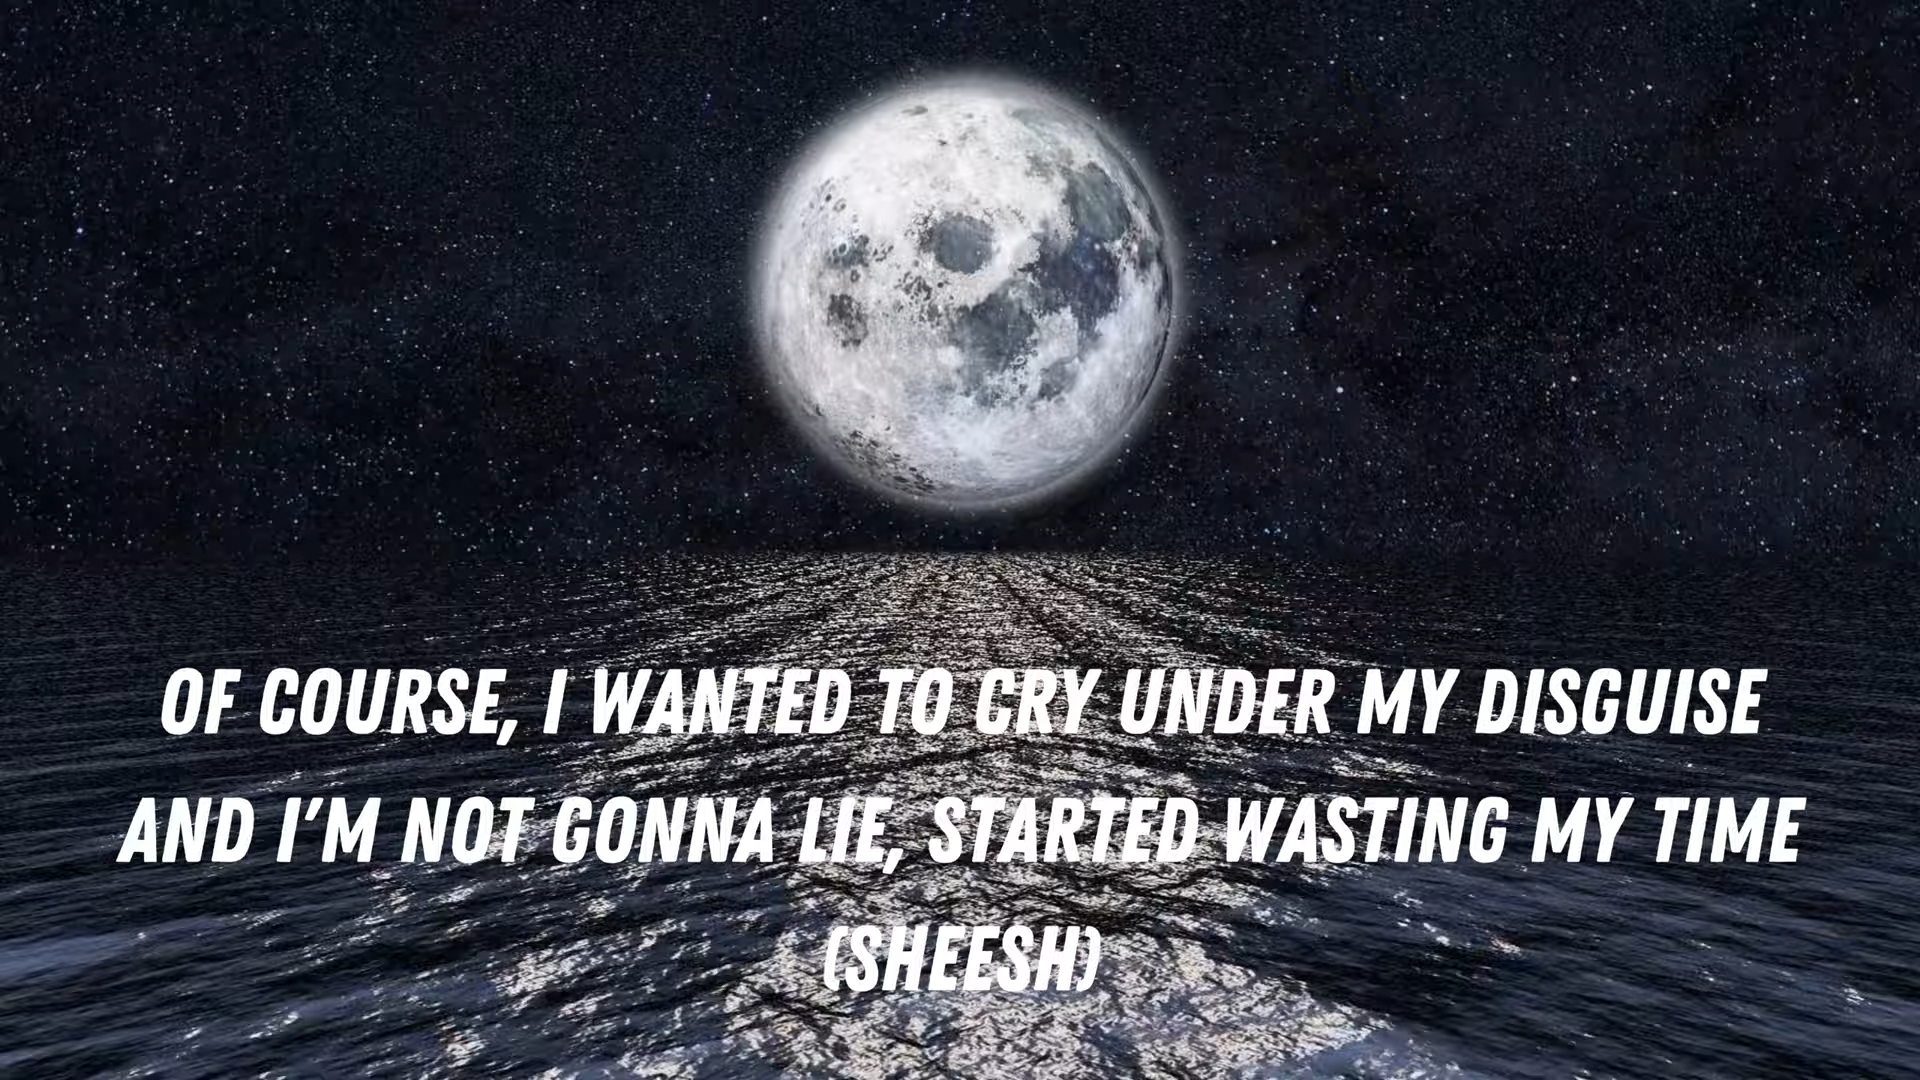 OF COURSE, I WANTED TO CRY UNDER MY DISGUISE
AND I'M NOT GONNA LIE, STARTED WASTING MY TIME
(SHEESH)